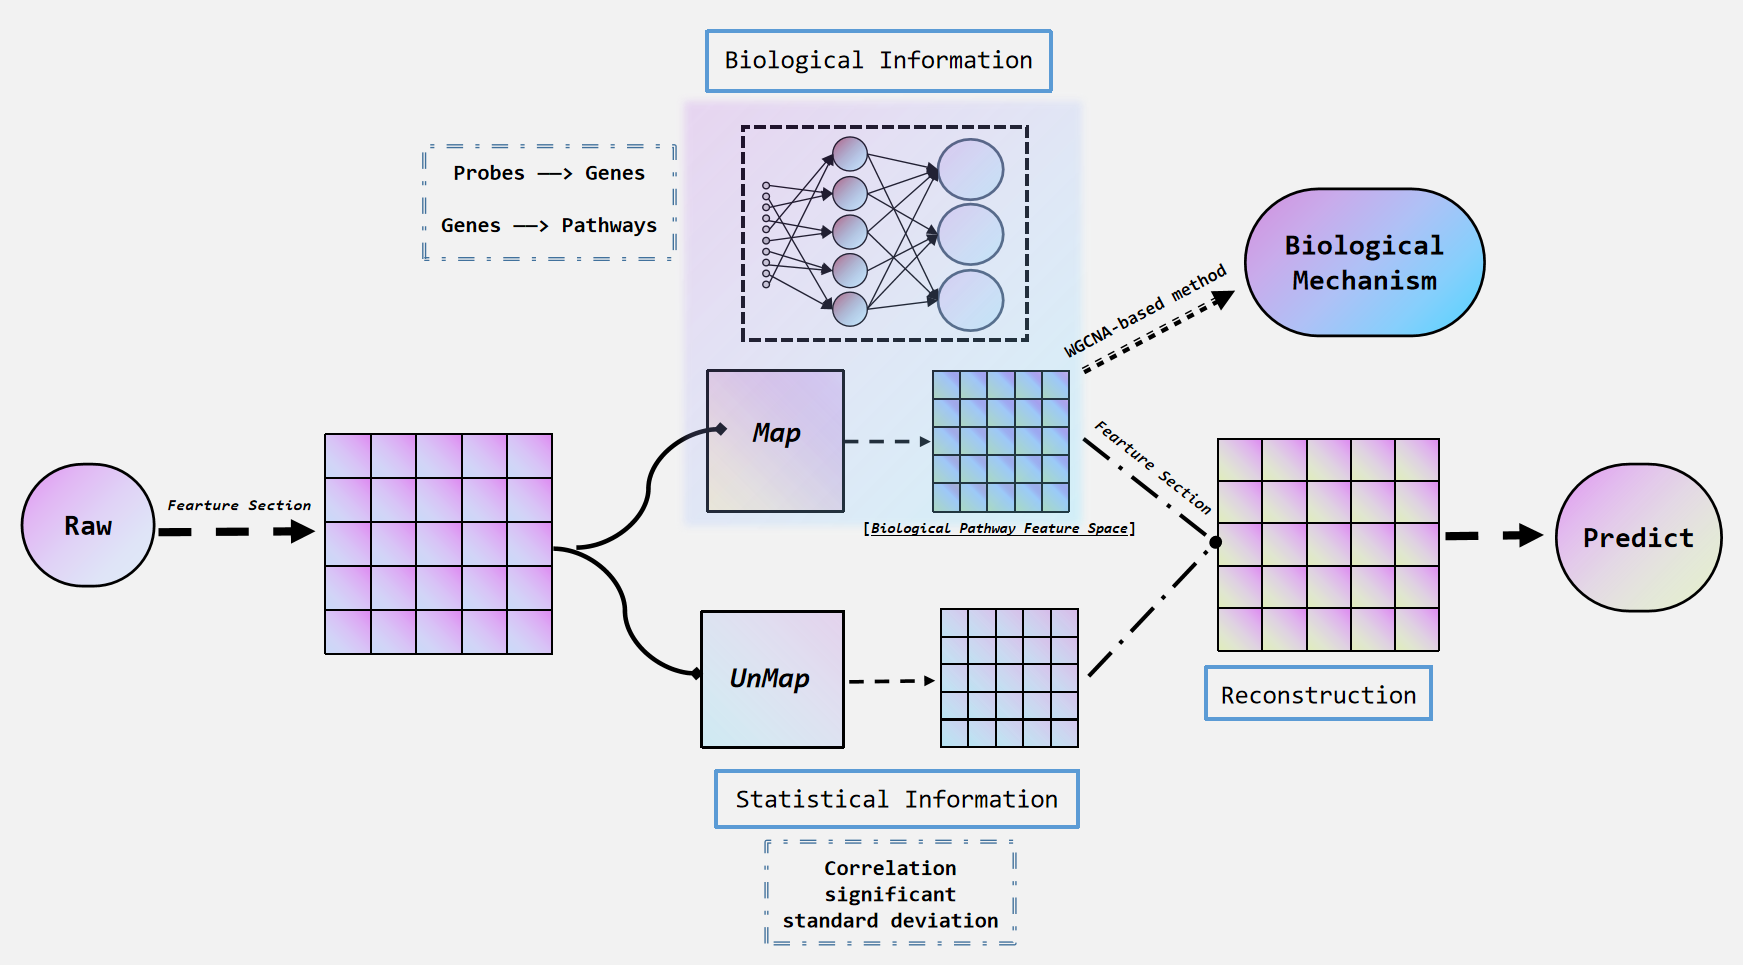 Biological Information
Probes ——> Genes
Genes ——> Pathways
Biological
Mechanism
WGCNA-based method
Map
Fearture Section
Raw
Fearture Section
[Biological Pathway Feature Space]
Predict
UnMap
Reconstruction
Statistical Information
Correlation
significant
standard deviation